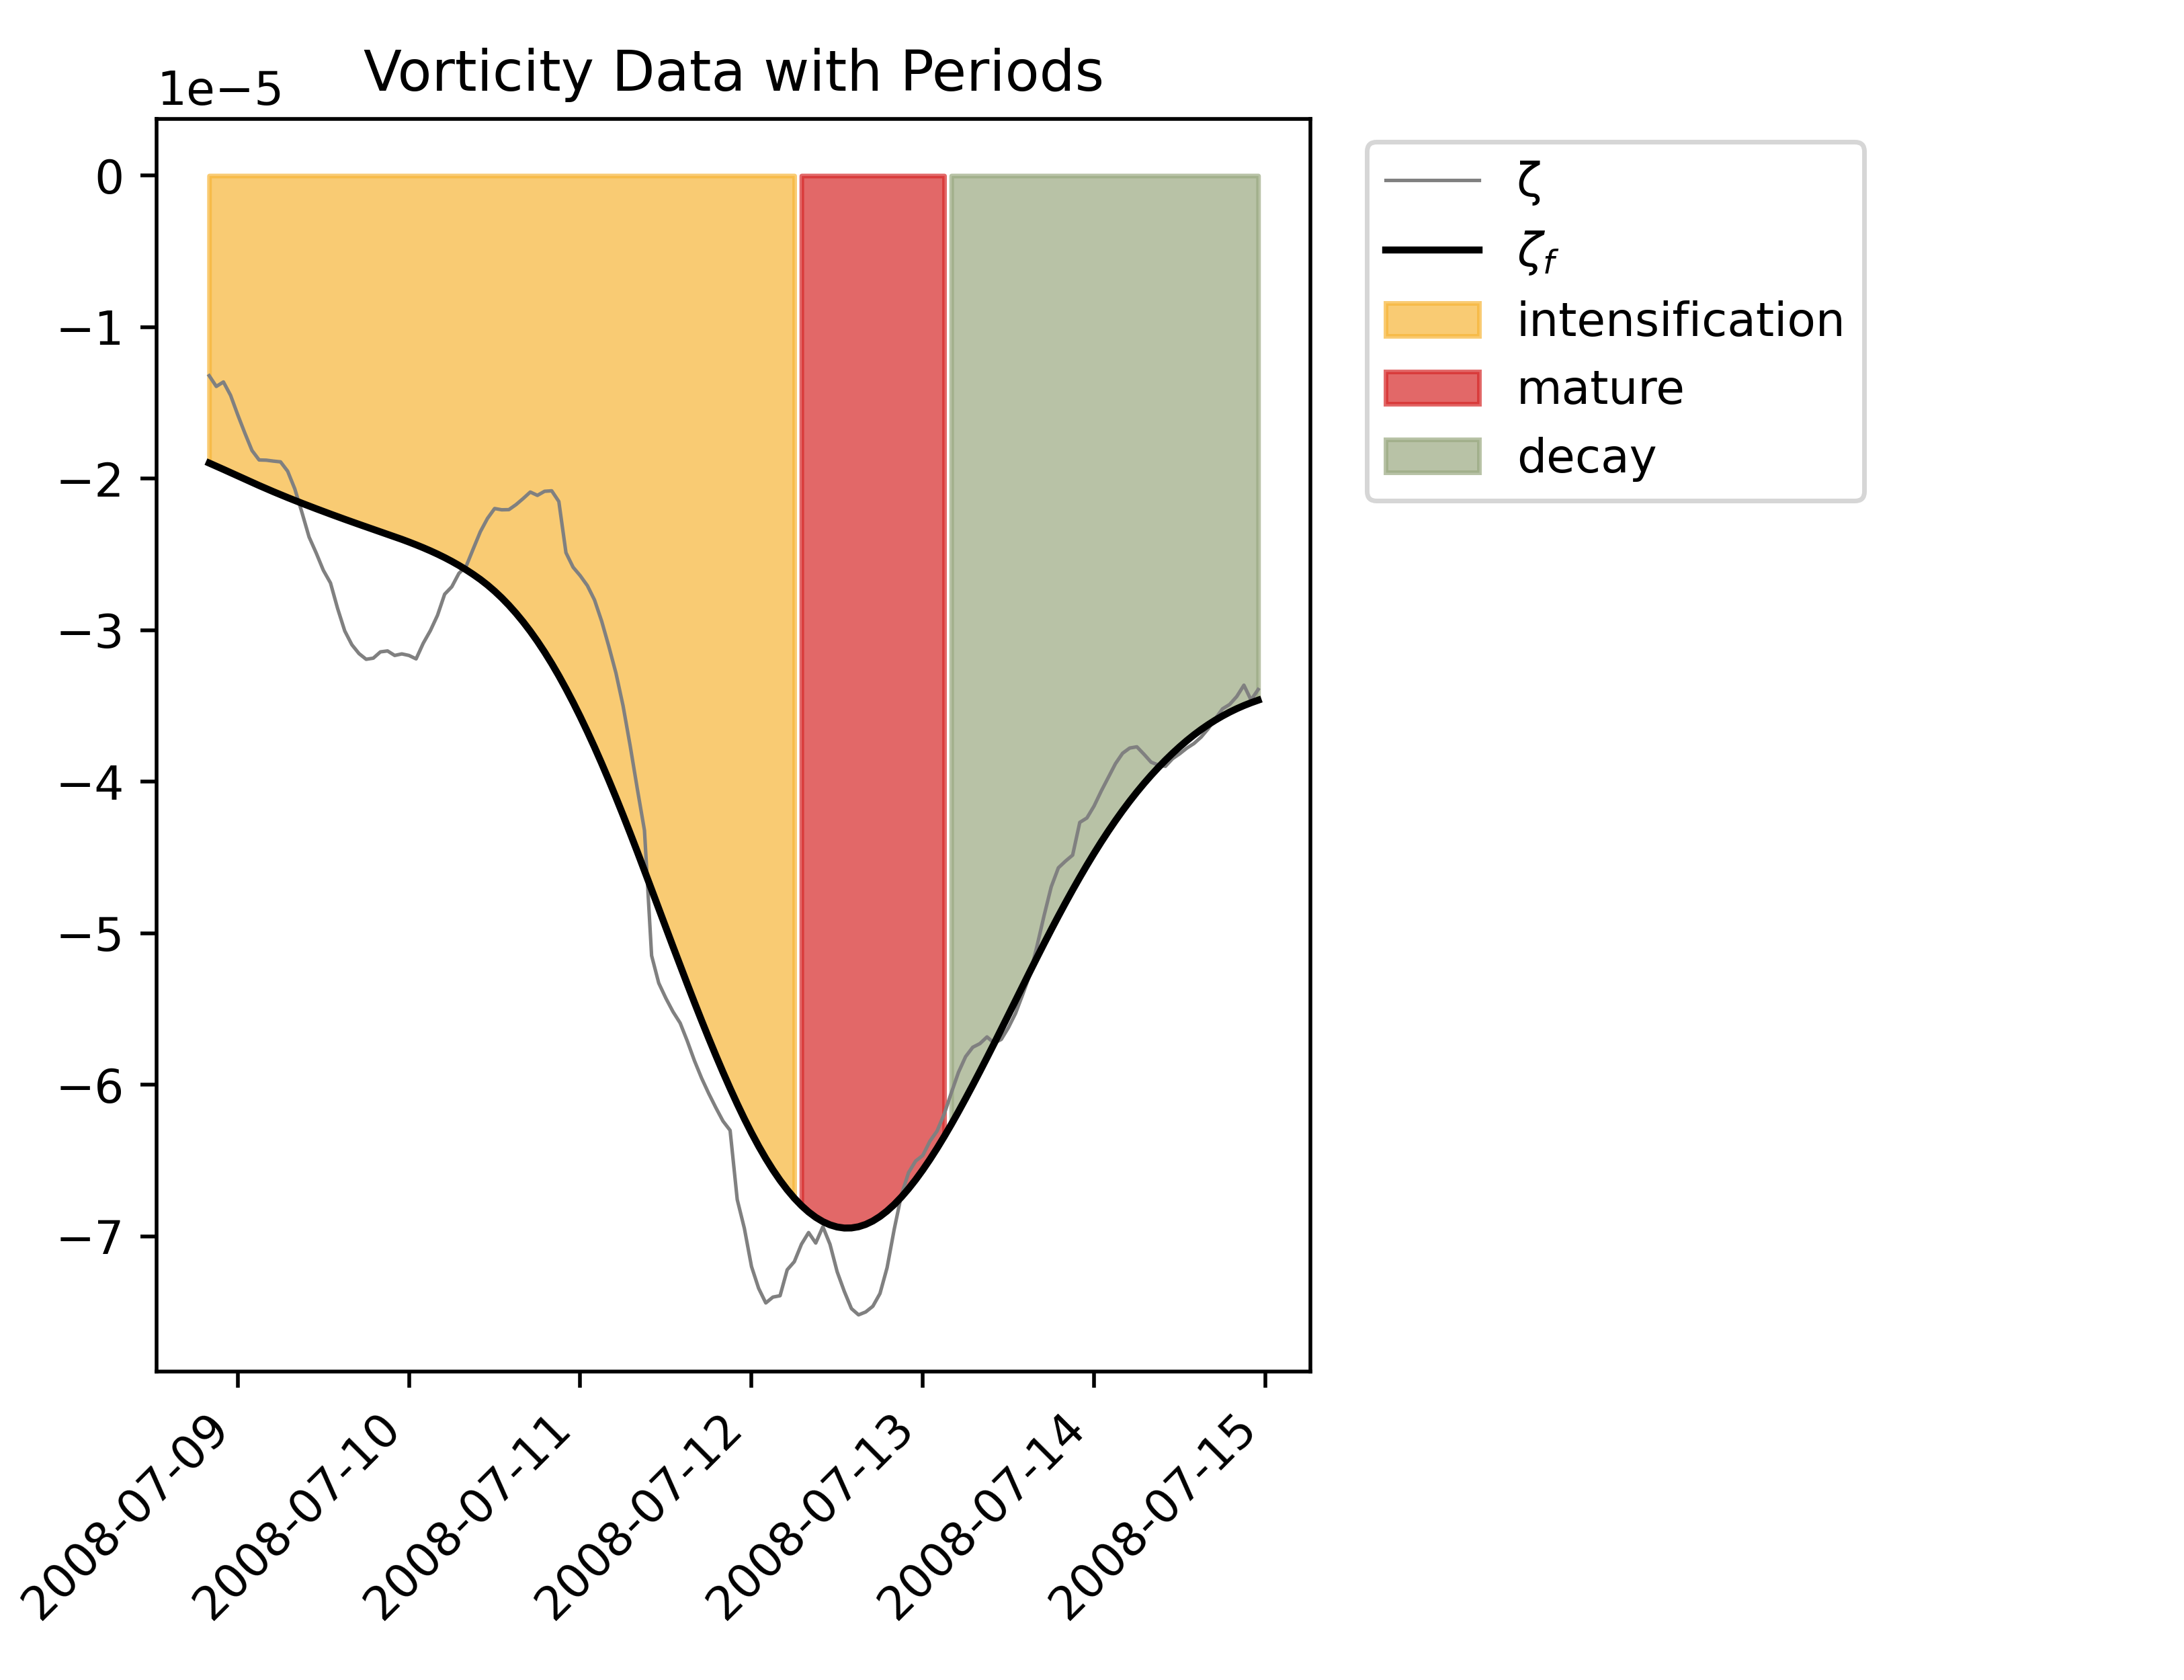 Vorticity Data with Periods
1e−5
0
−1
−2
−3
−4
−5
−6
−7
2008-07-09
2008-07-10
2008-07-11
2008-07-12
2008-07-13
2008-07-14
2008-07-15
ζ
ζf
intensification
mature
decay